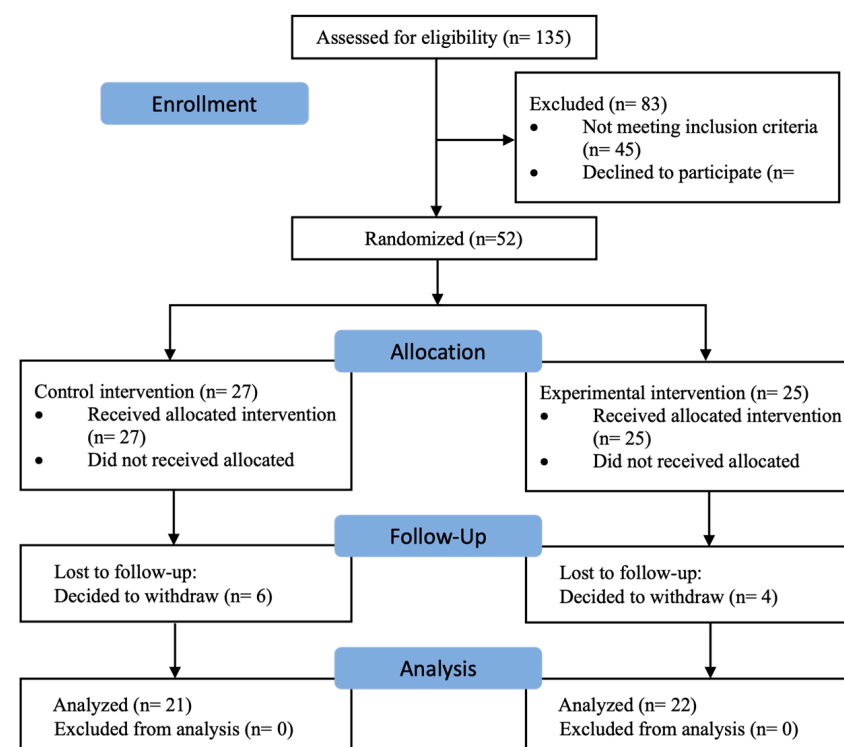 Assessed for eligibility (n= 135)
Enrollment
Excluded (n= 83)
• Not meeting inclusion criteria
(n= 45)
• Declined to participate (n=
Randomized (n=52)
Allocation
Control intervention (n= 27)
• Received allocated intervention
(n= 27)
• Did not received allocated
Experimental intervention (n= 25)
• Received allocated intervention
(n= 25)
• Did not received allocated
Follow-Up
Lost to follow-up:
Decided to withdraw (n= 6)
Lost to follow-up:
Decided to withdraw (n= 4)
Analysis
Analyzed (n= 21)
Excluded from analysis (n= 0)
Analyzed (n= 22)
Excluded from analysis (n= 0)